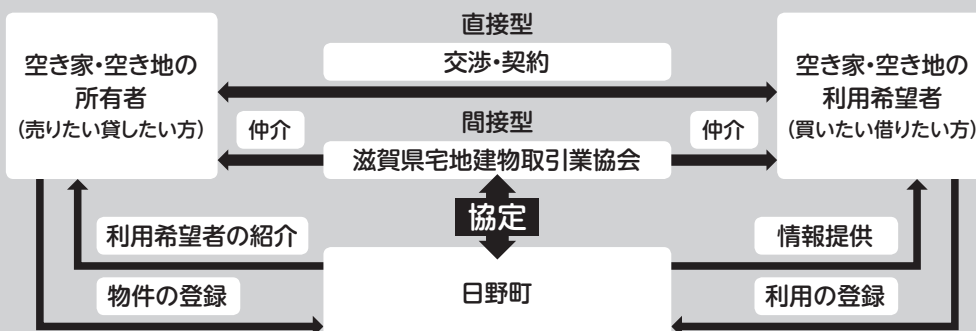 直接型
空き家・空き地の
所有者
(売りたい貸したい方)
交渉・契約
空き家・空き地の
利用希望者
(買いたい借りたい方)
仲介
間接型
仲介
滋賀県宅地建物取引業協会
協定
利用希望者の紹介
情報提供
物件の登録
日野町
利用の登録